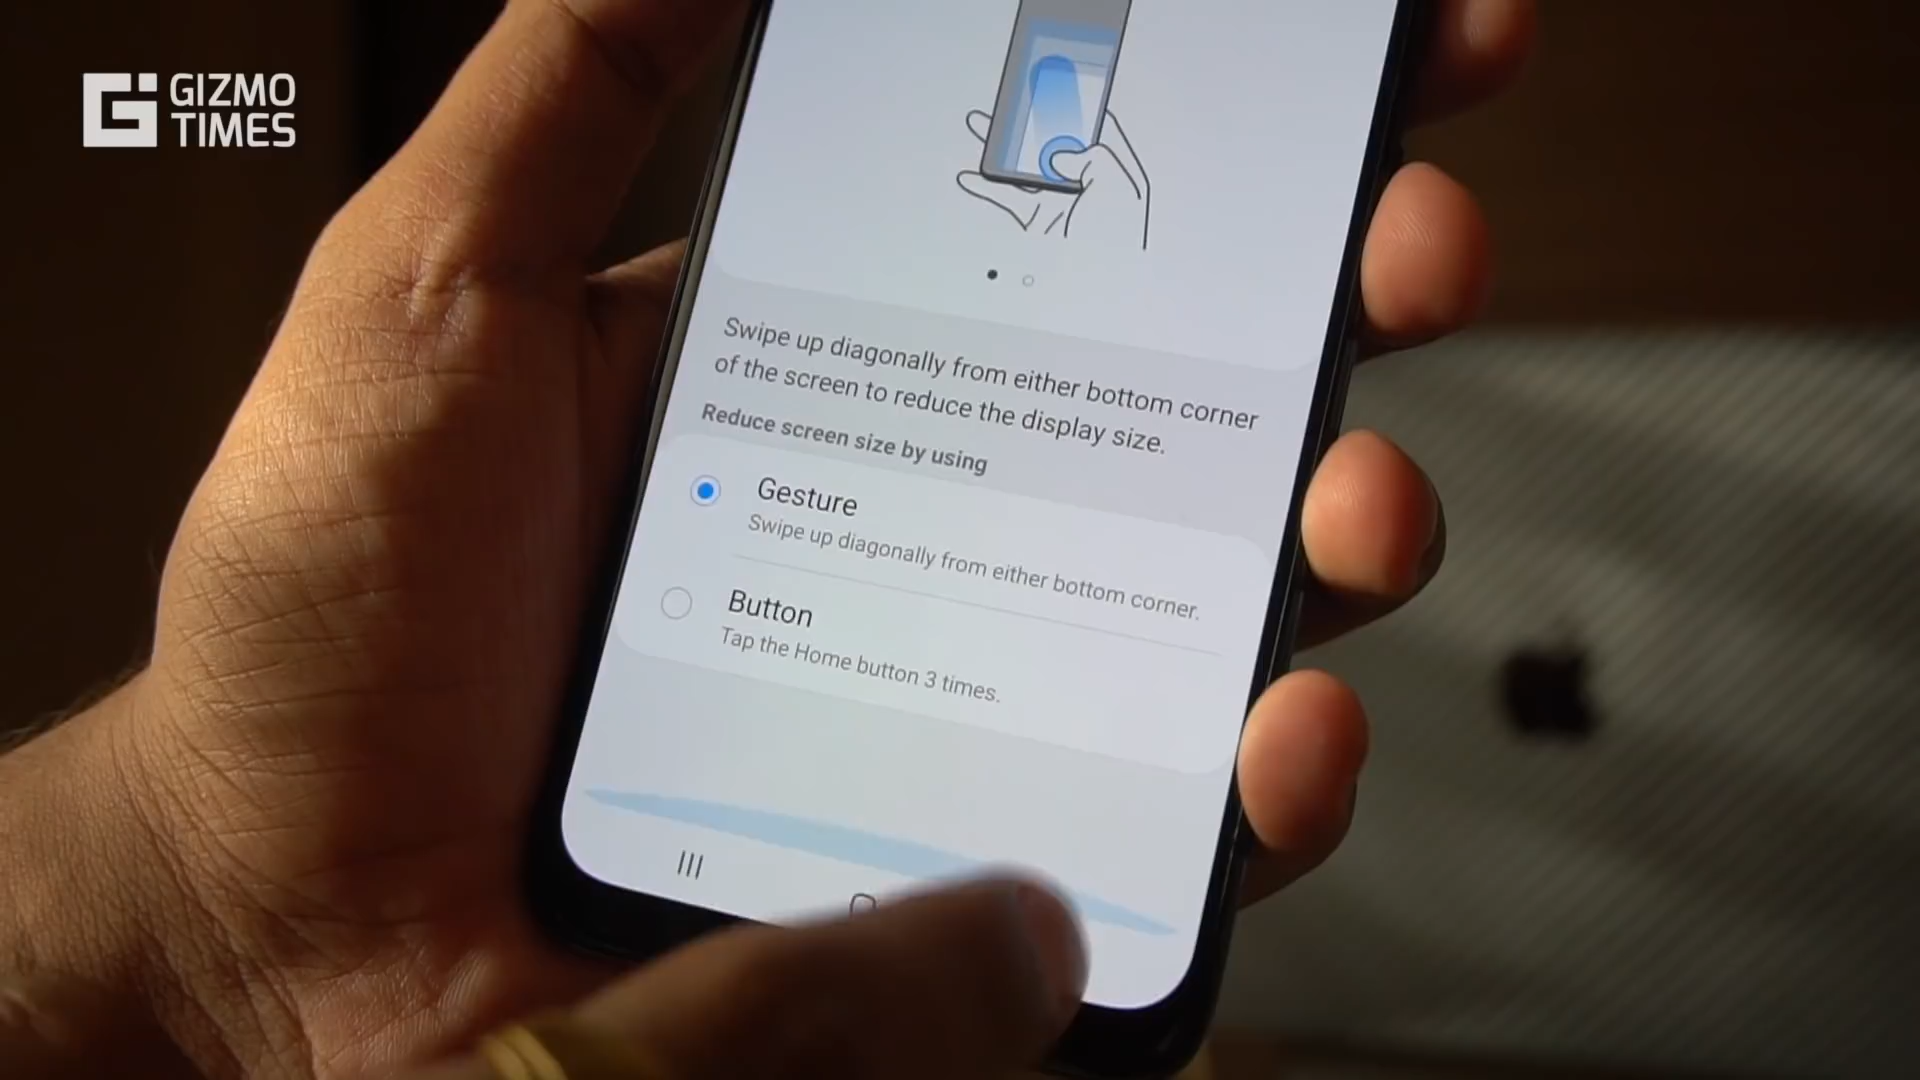 GIZMO
TIMES
Swipe up diagonally from either bottom corner
of the screen to reduce the display size.
Reduce screen size by using
Gesture
Swipe up diagonally from either bottom corner.
Button
Tap the Home button 3 times.